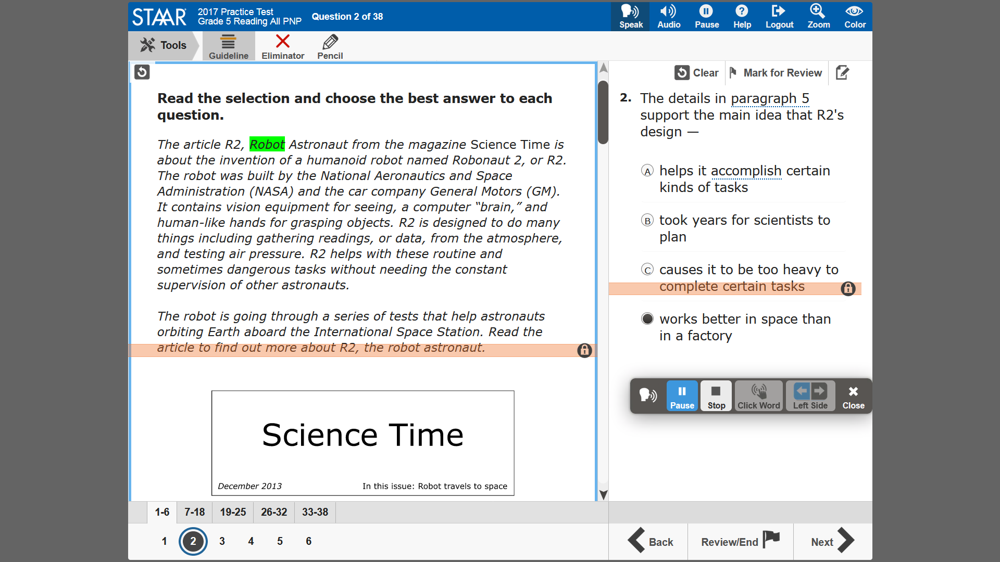 STAAR
2017 Practice Test
Grade 5 Reading All PNP
Question 2 of 38
Speak
Audio
Pause
Help
Logout
Zoom
Color
Tools
Guideline
Eliminator
Pencil
Clear
Mark for Review
Read the selection and choose the best answer to each
question.
The article R2, Robot Astronaut from the magazine Science Time is
about the invention of a humanoid robot named Robonaut 2, or R2.
The robot was built by the National Aeronautics and Space
Administration (NASA) and the car company General Motors (GM).
It contains vision equipment for seeing, a computer “brain,” and
human-like hands for grasping objects. R2 is designed to do many
things including gathering readings, or data, from the atmosphere,
and testing air pressure. R2 helps with these routine and
sometimes dangerous tasks without needing the constant
supervision of other astronauts.
The robot is going through a series of tests that help astronauts
orbiting Earth aboard the International Space Station. Read the
article to find out more about R2, the robot astronaut.
Science Time
December 2013
In this issue: Robot travels to space
2. The details in paragraph 5
support the main idea that R2's
design —
A helps it accomplish certain
kinds of tasks
B took years for scientists to
plan
C causes it to be too heavy to
complete certain tasks
works better in space than
in a factory
Pause
Stop
Click Word
Left Side
Close
1-6
7-18
19-25
26-32
33-38
1
2
3
4
5
6
Back
Review/End
Next